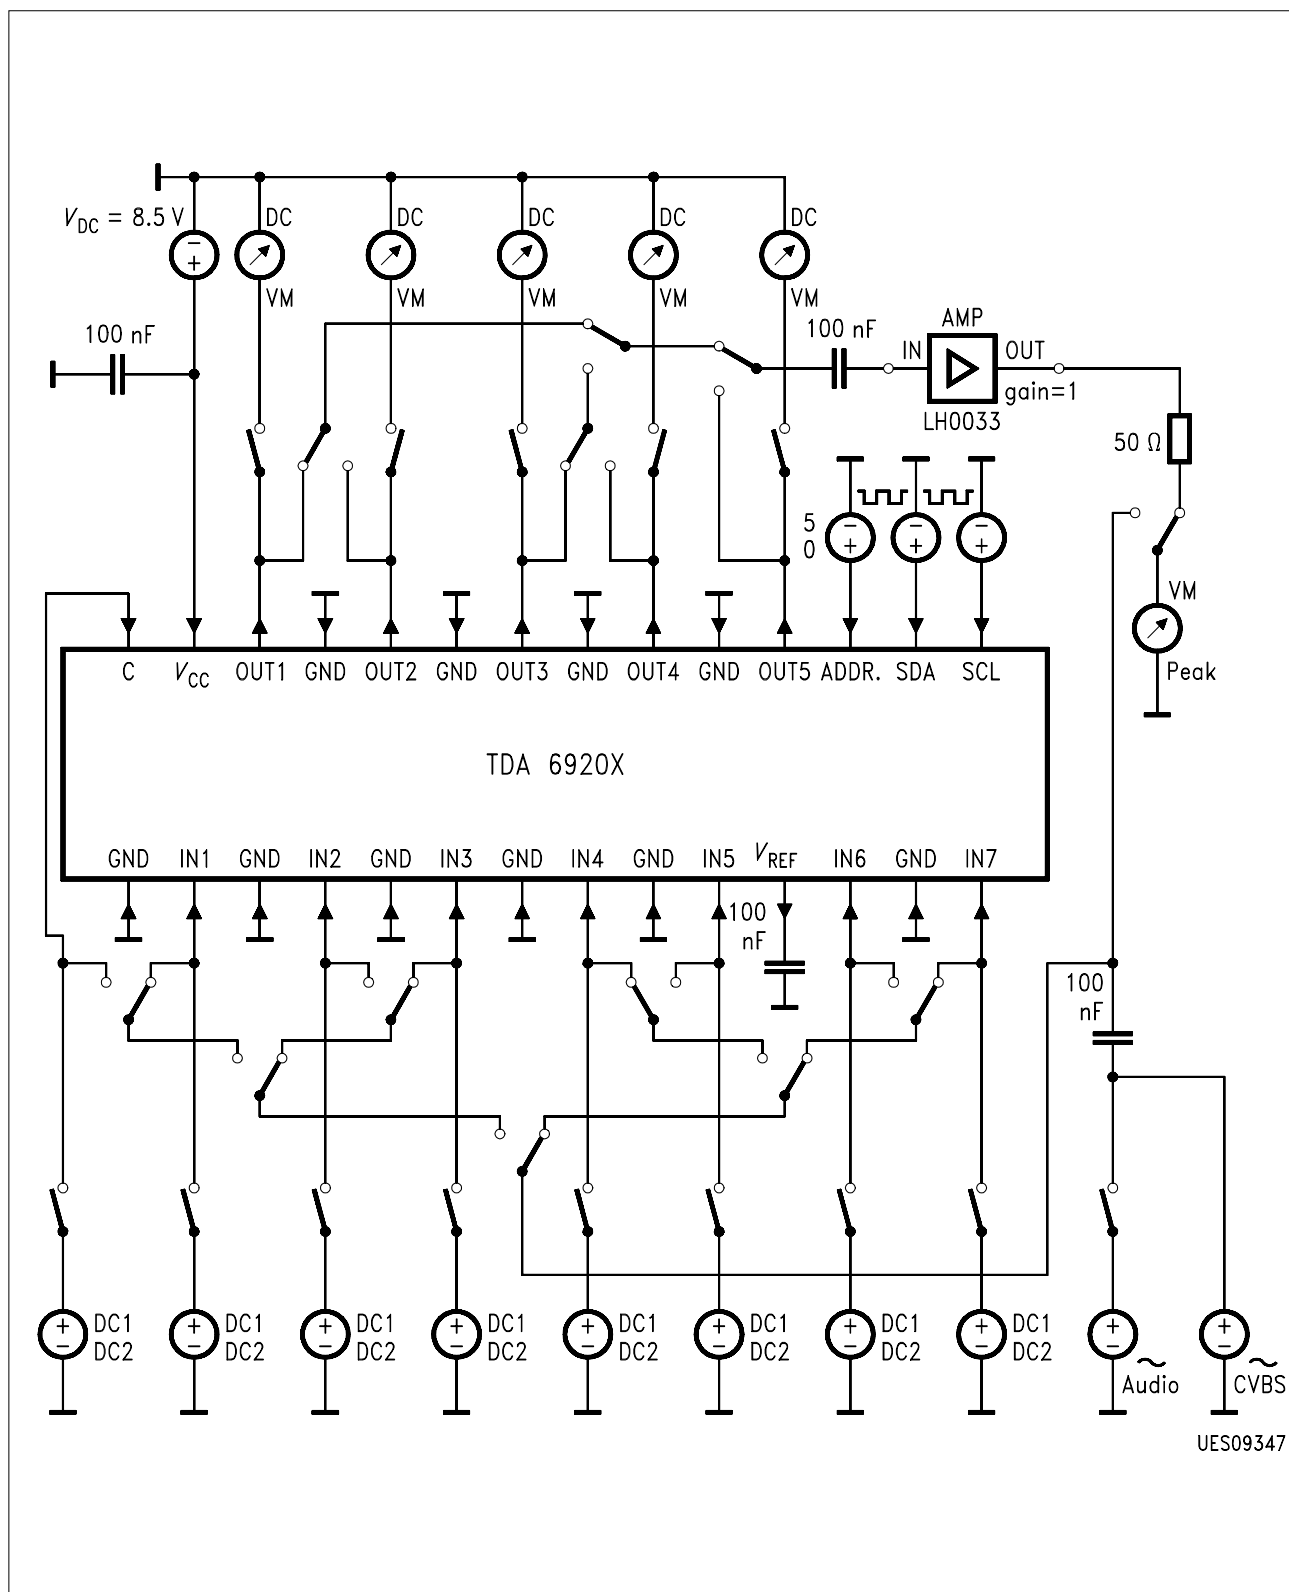 DC DC DC DC DC
V_DC = 8.5 V
VM VM VM VM VM
100 nF
100 nF
AMP
IN
OUT
gain=1
LH0033
50 Ω
5
0
VM
Peak
C V_CC OUT1 GND OUT2 GND OUT3 GND OUT4 GND OUT5 ADDR. SDA SCL
TDA 6920X
GND IN1 GND IN2 GND IN3 GND IN4 GND IN5 V_REF IN6 GND IN7
100
nF
100
nF
DC1 DC1 DC1 DC1 DC1 DC1 DC1 DC1
DC2 DC2 DC2 DC2 DC2 DC2 DC2 DC2
Audio
CVBS
UES09347